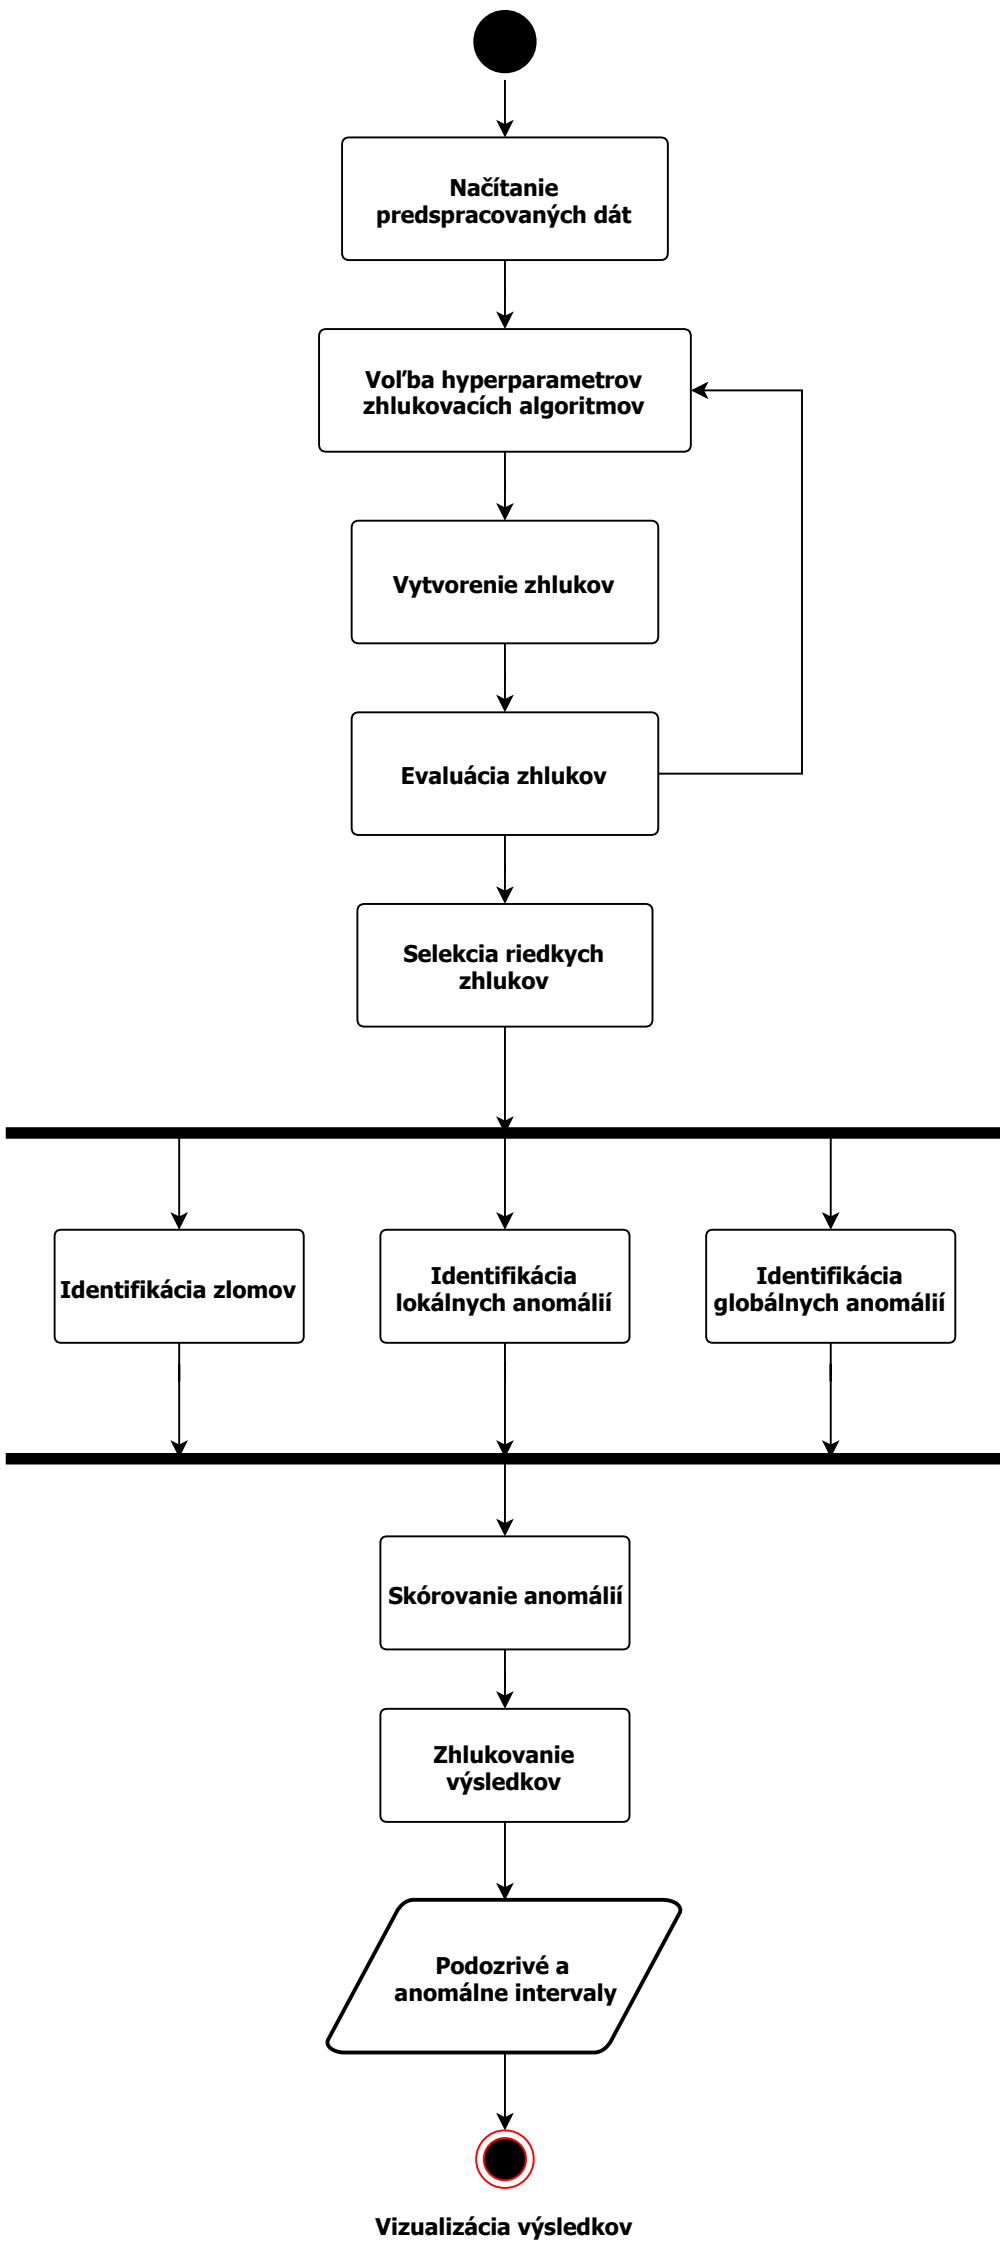 Načítanie
predspracovaných dát
Voľba hyperparametrov
zhlukovacích algoritmov
Vytvorenie zhlukov
Evaluácia zhlukov
Selekcia riedkych
zhlukov
Identifikácia zlomov
Identifikácia
lokálnych anomálií
Identifikácia
globálnych anomálií
Skórovanie anomálií
Zhlukovanie
výsledkov
Podozrivé a
anomálne intervaly
Vizualizácia výsledkov